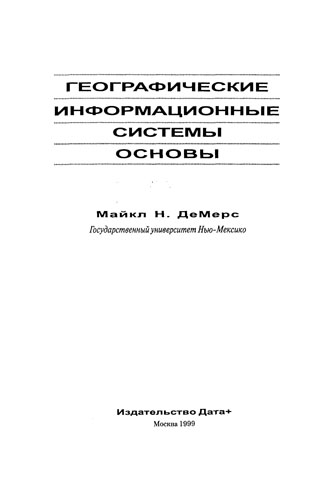 ГЕОГРАФИЧЕСКИЕ
ИНФОРМАЦИОННЫЕ
СИСТЕМЫ
ОСНОВЫ
Майкл Н. ДеМерс
Государственный университет Нью-Мексико
Издательство Дата+
Москва 1999